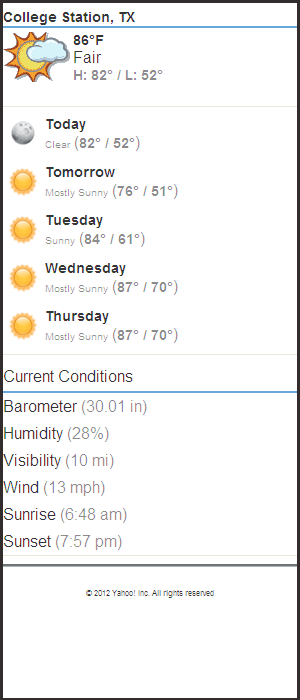 College Station, TX
86°F
Fair
H: 82° / L: 52°
Today
Clear (82° / 52°)
Tomorrow
Mostly Sunny (76° / 51°)
Tuesday
Sunny (84° / 61°)
Wednesday
Mostly Sunny (87° / 70°)
Thursday
Mostly Sunny (87° / 70°)
Current Conditions
Barometer (30.01 in)
Humidity (28%)
Visibility (10 mi)
Wind (13 mph)
Sunrise (6:48 am)
Sunset (7:57 pm)
© 2012 Yahoo! Inc. All rights reserved